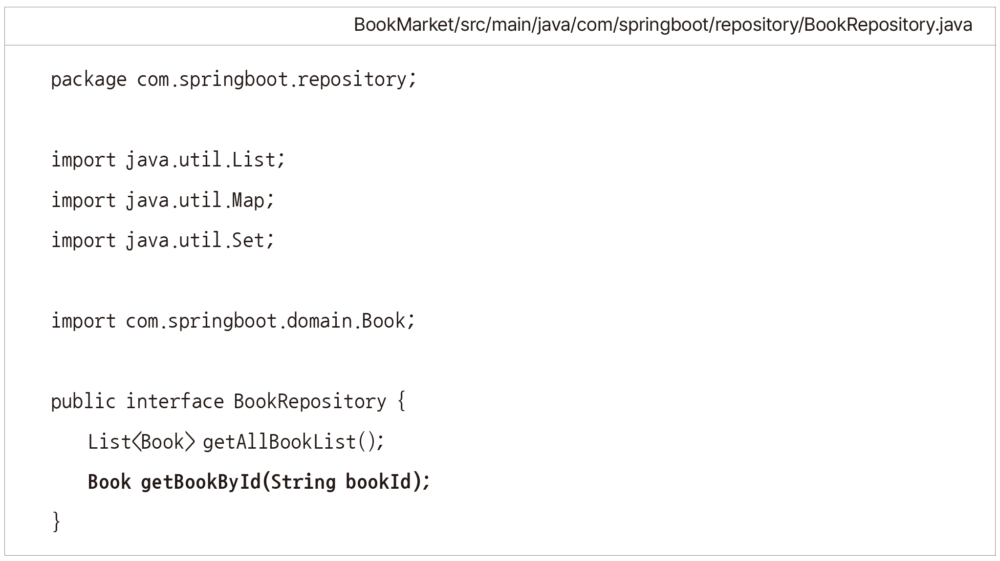 BookMarket/src/main/java/com/springboot/repository/BookRepository.java
package com.springboot.repository;
import java.util.List;
import java.util.Map;
import java.util.Set;
import com.springboot.domain.Book;
public interface BookRepository {
List<Book> getAllBookList();
Book getBookById(String bookId);
}